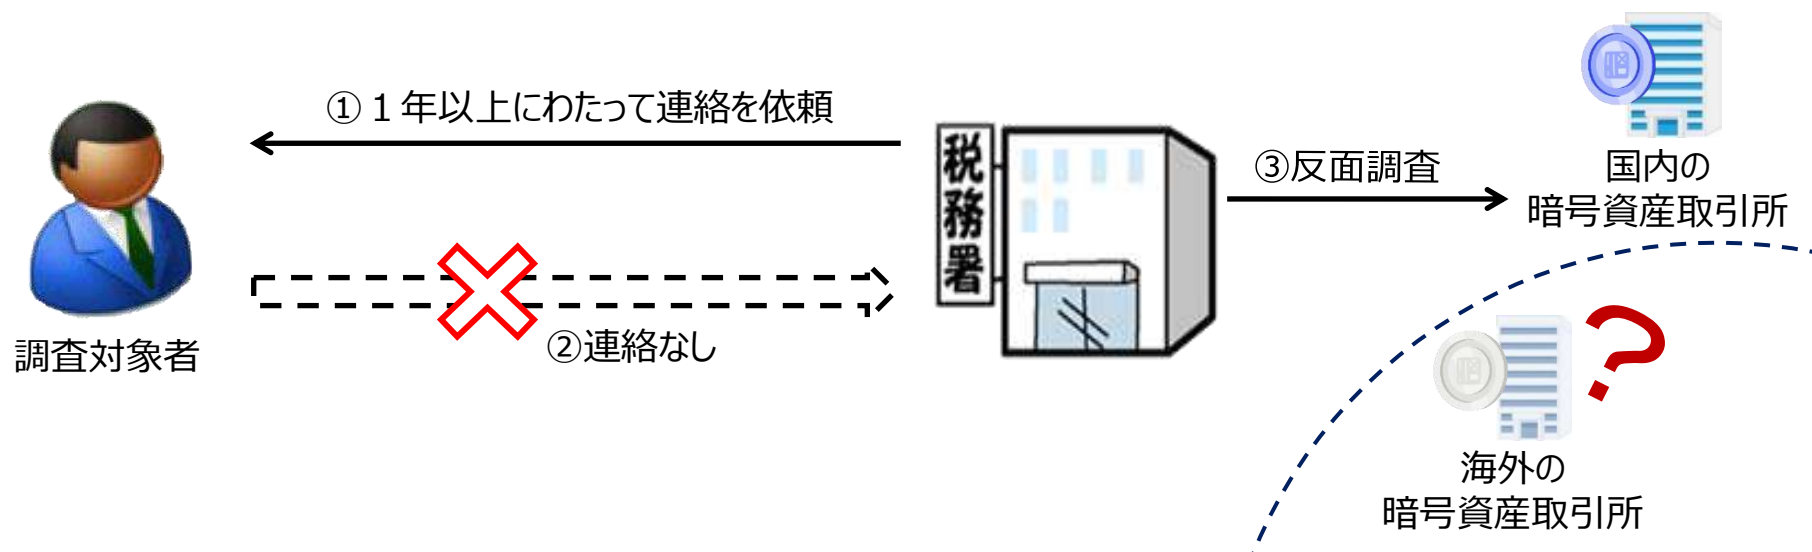 ①１年以上にわたって連絡を依頼
②連絡なし
調査対象者
税務署
③反面調査
国内の
暗号資産取引所
?
海外の
暗号資産取引所